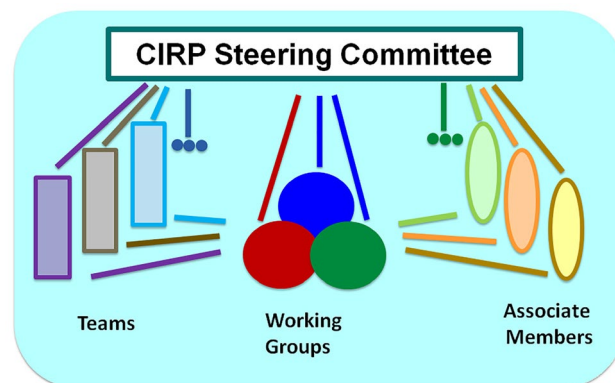 CIRP Steering Committee
Teams
Working
Groups
Associate
Members